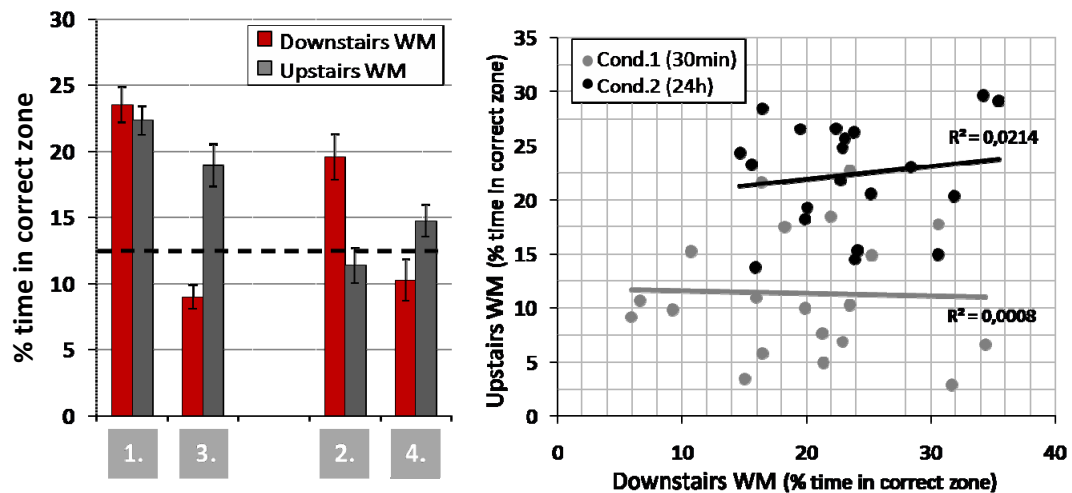 30
25
20
15
10
5
0
% time in correct zone
Downstairs WM
Upstairs WM
1.
3.
2.
4.
35
30
25
20
15
10
5
0
Upstairs WM (% time in correct zone)
Cond.1 (30min)
Cond.2 (24h)
R² = 0,0214
R² = 0,0008
0
10
20
30
40
Downstairs WM (% time in correct zone)